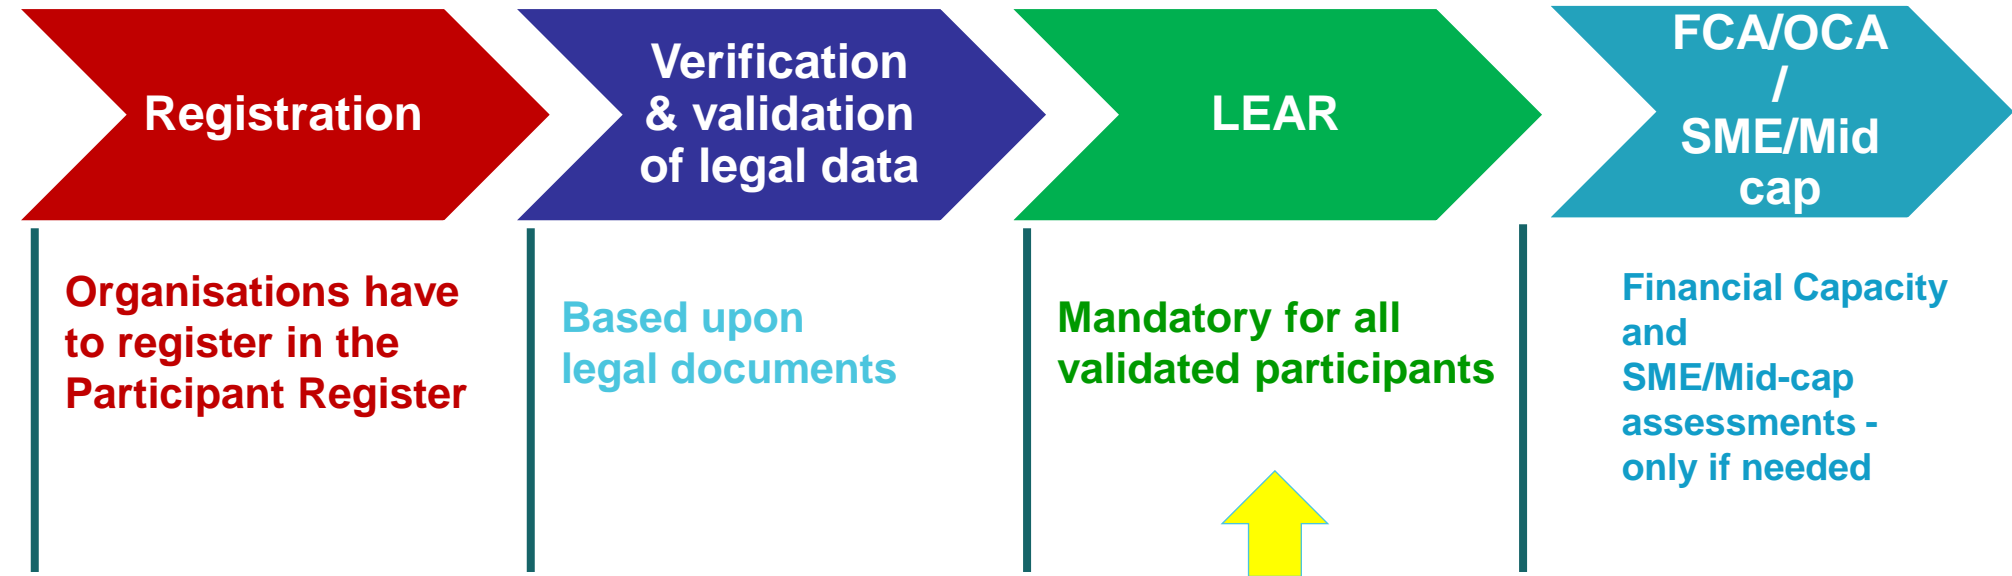 Registration
Verification
& validation
of legal data
LEAR
FCA/OCA
/
SME/Mid
cap
Organisations have
to register in the
Participant Register
Based upon
legal documents
Mandatory for all
validated participants
Financial Capacity
and
SME/Mid-cap
assessments -
only if needed